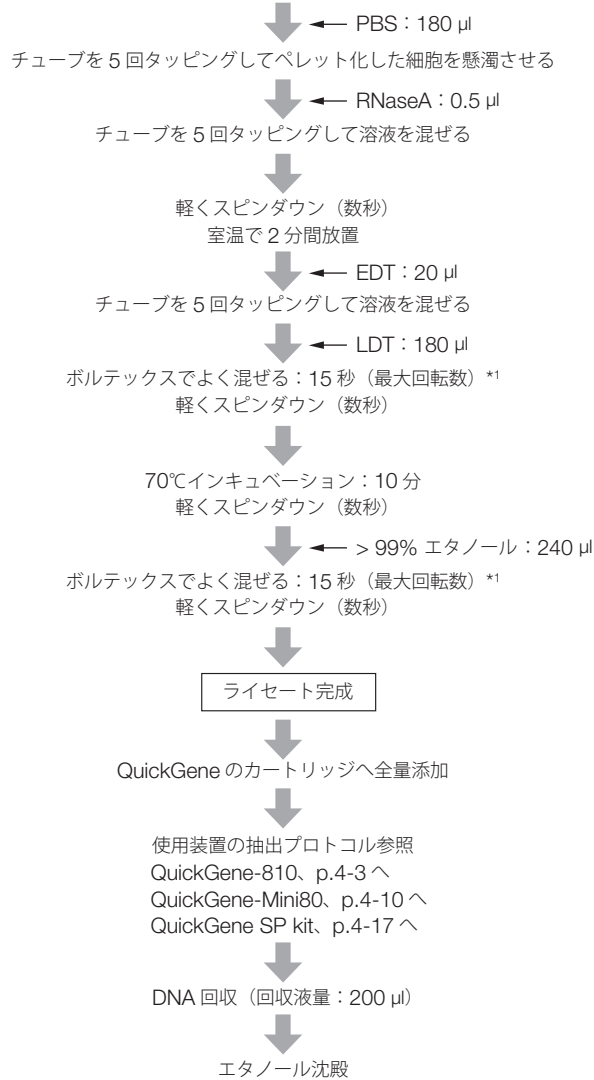 PBS：180 µl
チューブを 5 回タッピングしてペレット化した細胞を懸濁させる
RNaseA：0.5 µl
チューブを 5 回タッピングして溶液を混ぜる
軽くスピンダウン（数秒）
室温で 2 分間放置
EDT：20 µl
チューブを 5 回タッピングして溶液を混ぜる
LDT：180 µl
ボルテックスでよく混ぜる：15 秒（最大回転数）*1
軽くスピンダウン（数秒）
70℃インキュベーション：10 分
軽くスピンダウン（数秒）
> 99% エタノール：240 µl
ボルテックスでよく混ぜる：15 秒（最大回転数）*1
軽くスピンダウン（数秒）
ライセート完成
QuickGene のカートリッジへ全量添加
使用装置の抽出プロトコル参照
QuickGene-810、p.4-3 へ
QuickGene-Mini80、p.4-10 へ
QuickGene SP kit、p.4-17 へ
DNA 回収（回収液量：200 µl）
エタノール沈殿